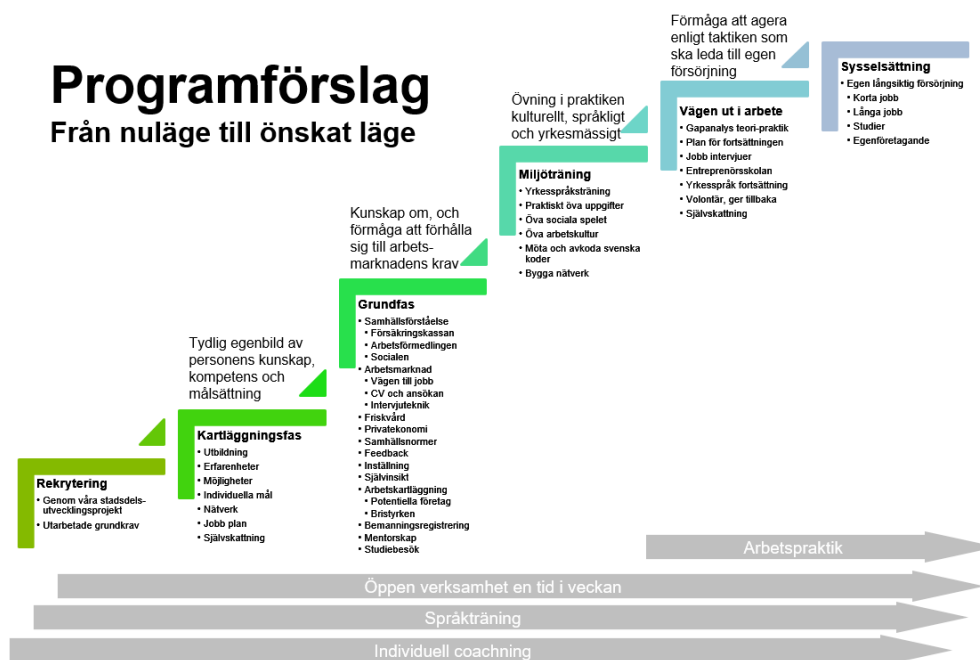 Programförslag
Från nuläge till önskat läge
Rekrytering
• Genom våra stadsdels-
utvecklingsprojekt
• Utarbetade grundkrav
Tydlig egenbild av
personens kunskap,
kompetens och
målsättning
Kartläggningsfas
• Utbildning
• Erfarenheter
• Möjligheter
• Individuella mål
• Nätverk
• Jobb plan
• Självskattning
Kunskap om, och
förmåga att förhålla
sig till arbets-
marknadens krav
Grundfas
• Samhällsförståelse
• Försäkringskassan
• Arbetsförmedlingen
• Socialen
• Arbetsmarknad
• Vägen till jobb
• CV och ansökan
• Intervjuteknik
• Friskvård
• Privatekonomi
• Samhällsnormer
• Feedback
• Inställning
• Självinsikt
• Arbetskartläggning
• Potentiella företag
• Bristyrken
• Bemanningsregistrering
• Mentorskap
• Studiebesök
Övning i praktiken
kulturellt, språkligt
och yrkesmässigt
Miljöträning
• Yrkesspråksträning
• Praktiskt öva uppgifter
• Öva sociala spelet
• Öva arbetskultur
• Möta och avkoda svenska
koder
• Bygga nätverk
Förmåga att agera
enligt taktiken som
ska leda till egen
försörjning
Vägen ut i arbete
• Gapanalys teori-praktik
• Plan för fortsättningen
• Jobb intervjuer
• Entreprenörsskolan
• Yrkesspråk fortsättning
• Volontär, ger tillbaka
• Självskattning
Sysselsättning
• Egen långsiktig försörjning
• Korta jobb
• Långa jobb
• Studier
• Egenföretagande
Arbetspraktik
Öppen verksamhet en tid i veckan
Språkträning
Individuell coachning